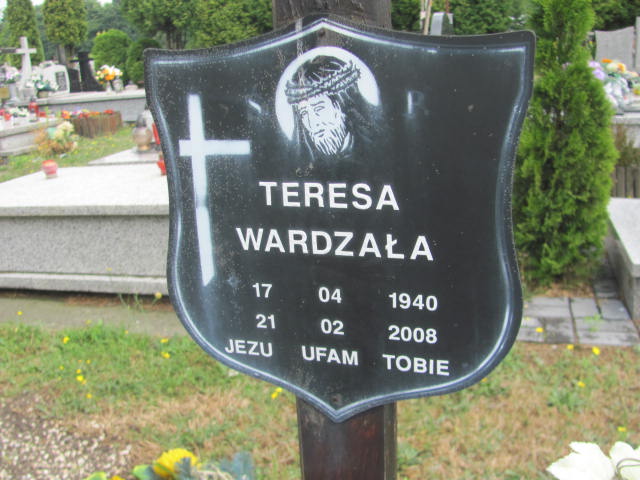 Ś P
TERESA
WARDZAŁA
17 04 1940
21 02 2008
JEZU UFAM TOBIE